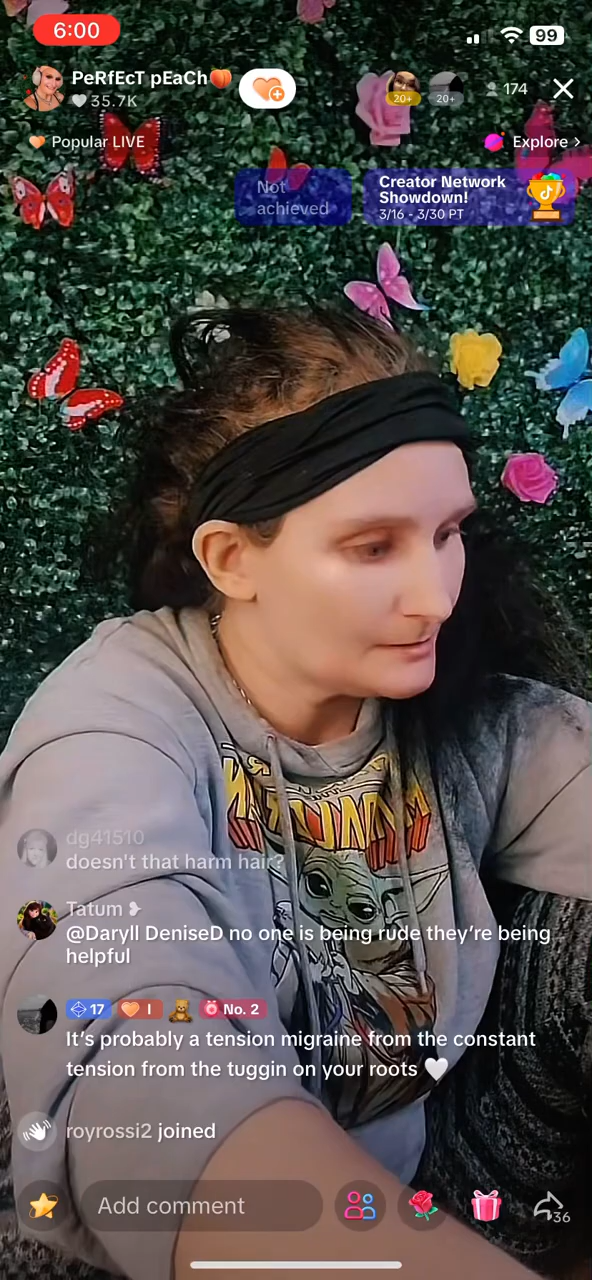 6:00
99
PeRfEcT pEaCh🍑
35.7K
20+
20+
174
Popular LIVE
Explore >
Not
achieved
Creator Network
Showdown!
3/16 - 3/30 PT
dg41510
doesn't that harm hair?
Tatum ❥
@Daryll DeniseD no one is being rude they're being
helpful
17
I
No. 2
It's probably a tension migraine from the constant
tension from the tuggin on your roots 🤍
royrossi2 joined
Add comment
36